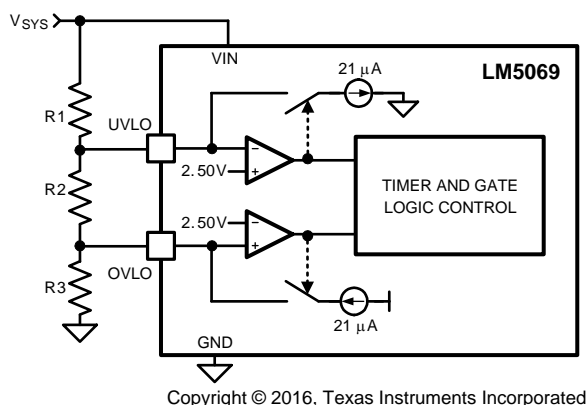 VSYS
VIN
LM5069
21 µA
R1
UVLO
2.50V
R2
TIMER AND GATE
LOGIC CONTROL
2.50V
OVLO
R3
21 µA
GND
Copyright © 2016, Texas Instruments Incorporated